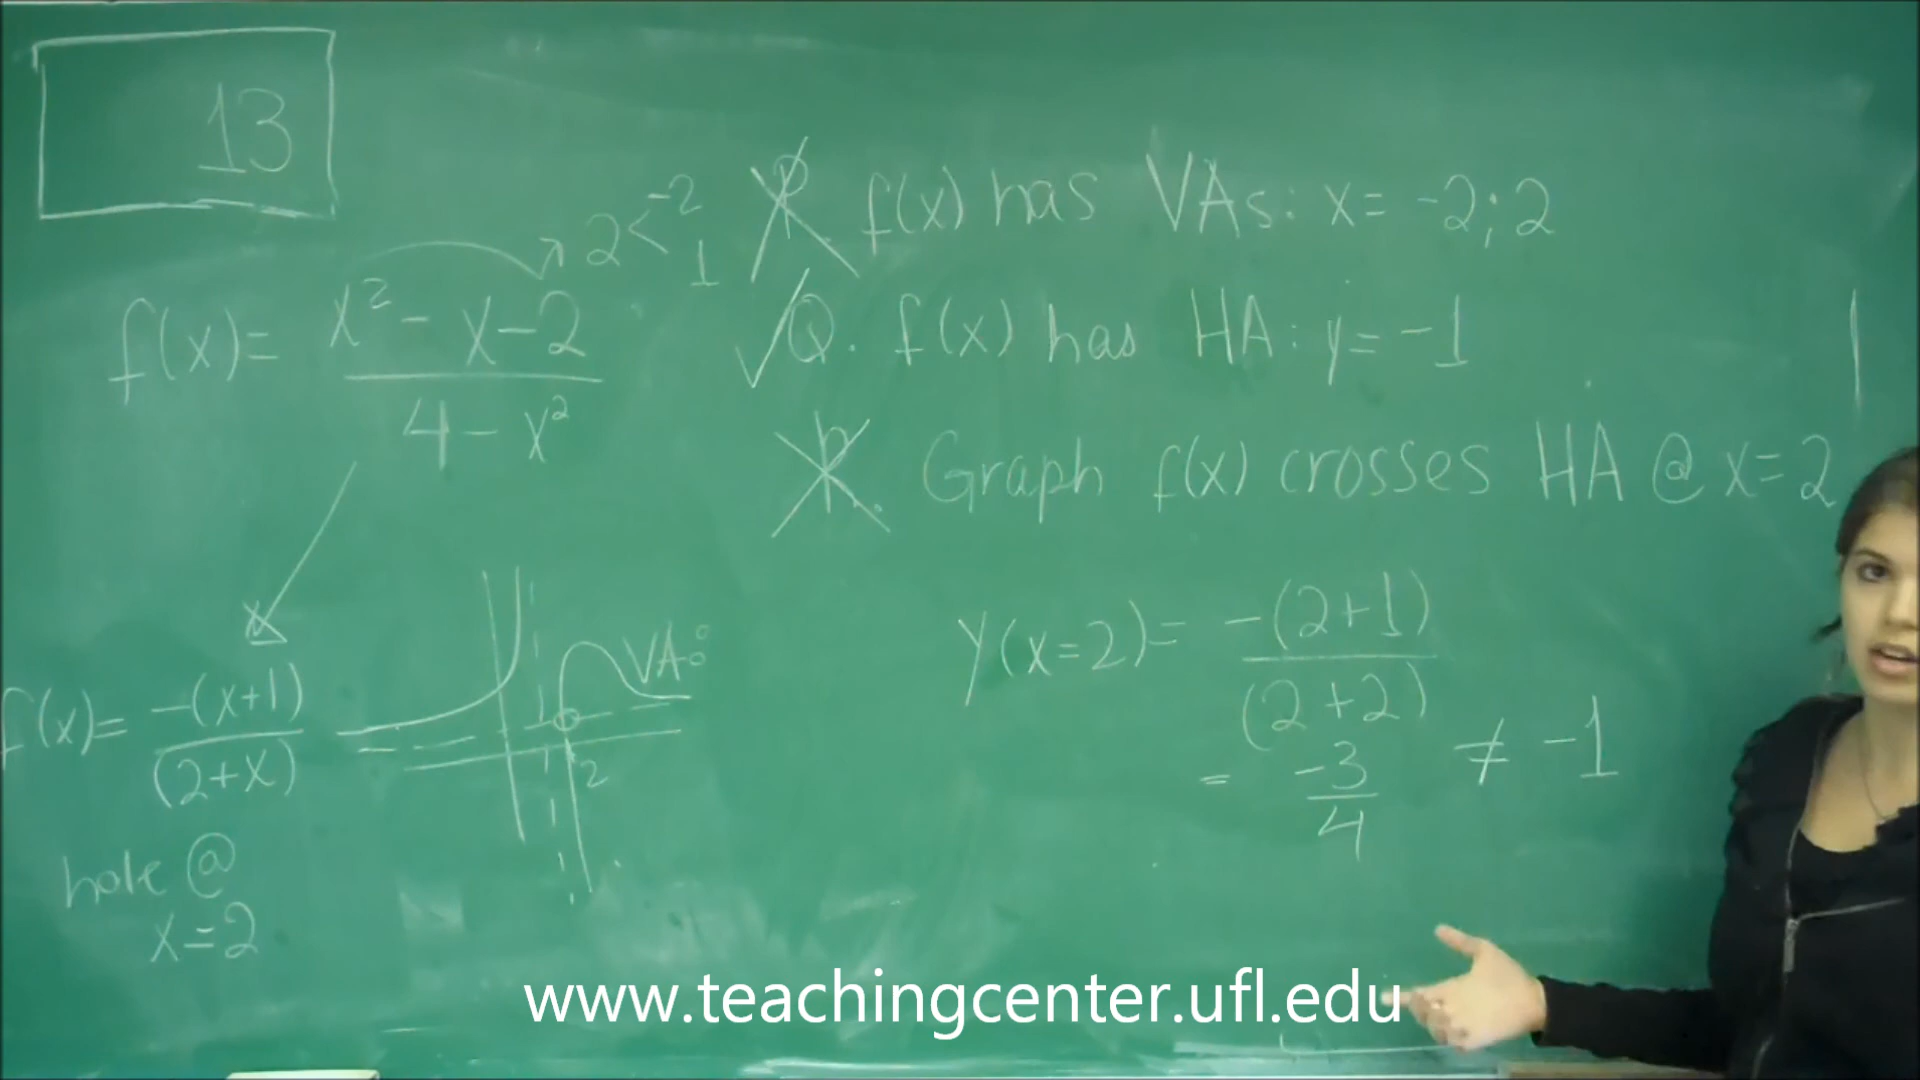 13
2 < -2
1
P. f(x) has VAs: x = -2; 2
f(x) = x² - x - 2
4 - x²
Q. f(x) has HA: y = -1
R. Graph f(x) crosses HA @ x = 2
f(x) = -(x+1)
(2+x)
hole @
x = 2
VA:
2
y(x=2) = -(2+1)
(2+2)
= -3
4
≠ -1
www.teachingcenter.ufl.edu